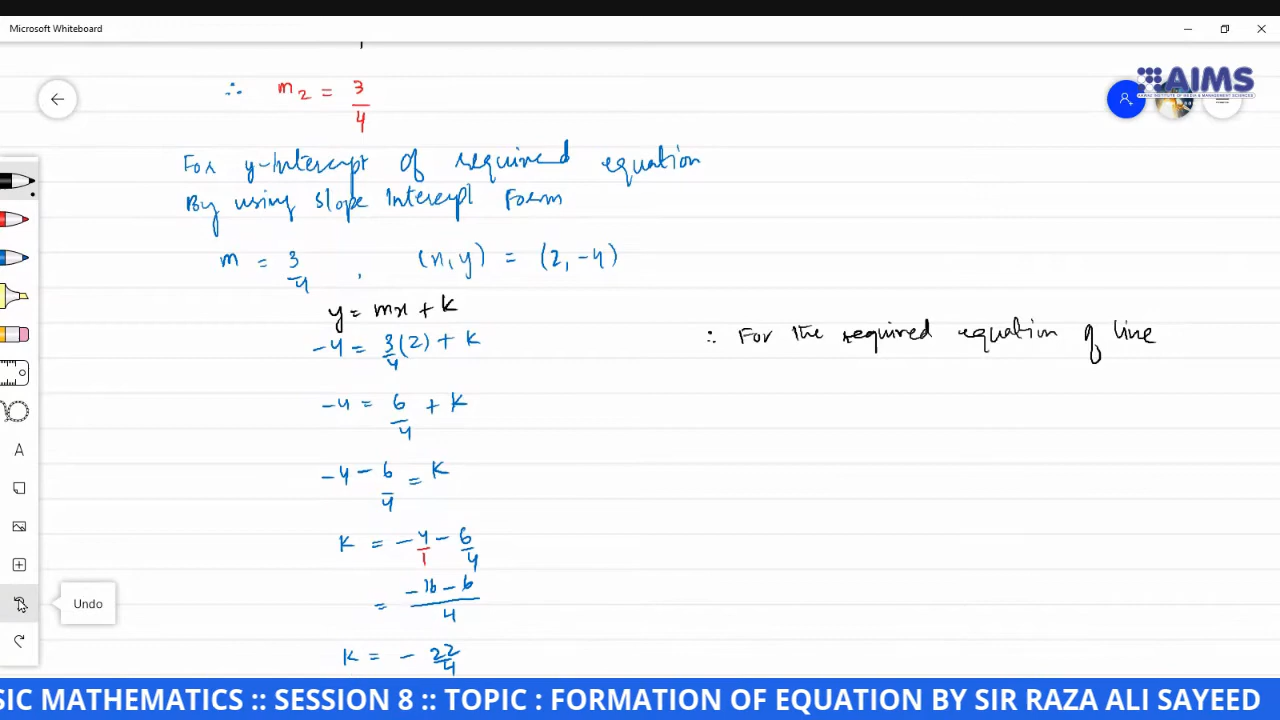 Microsoft Whiteboard
AIMS
∴ m2 = 3/4
For y-Intercept of required equation
By using slope Intercept Form
m = 3/4 , (x,y) = (2, -4)
y = mx + k
-4 = 3/4(2) + k
∴ For the required equation of line
-4 = 6/4 + k
-4 - 6/4 = k
k = -4/1 - 6/4
= -16 - 6/4
Undo
k = - 22/4
SIC MATHEMATICS :: SESSION 8 :: TOPIC : FORMATION OF EQUATION BY SIR RAZA ALI SAYEED